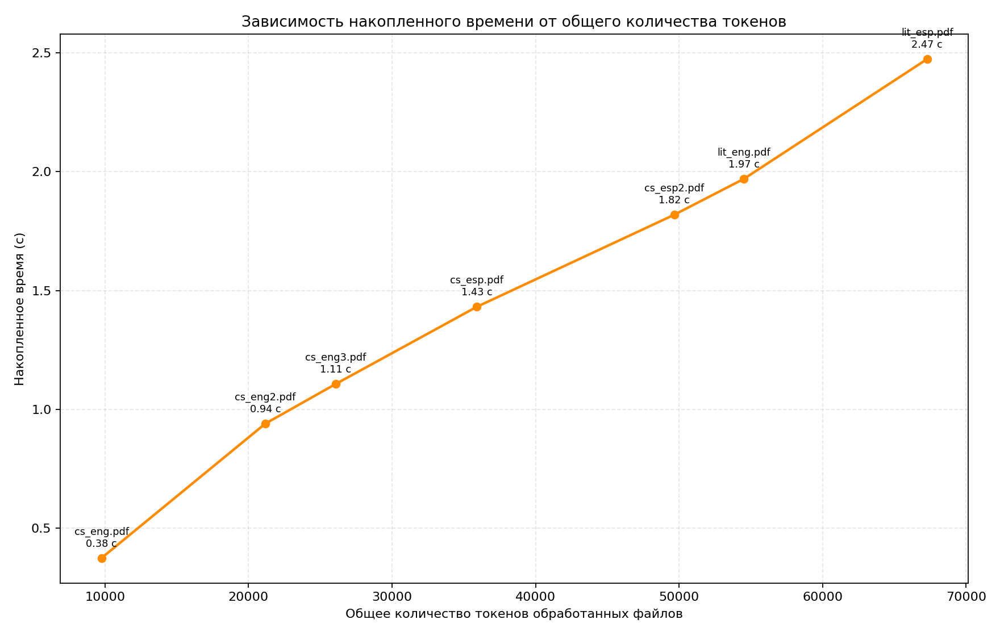 Зависимость накопленного времени от общего количества токенов
lit_esp.pdf
2.47 с
2.5
lit_eng.pdf
1.97 с
2.0
cs_esp2.pdf
1.82 с
cs_esp.pdf
1.43 с
1.5
cs_eng3.pdf
1.11 с
cs_eng2.pdf
0.94 с
1.0
cs_eng.pdf
0.38 с
0.5
Накопленное время (с)
10000 20000 30000 40000 50000 60000 70000
Общее количество токенов обработанных файлов